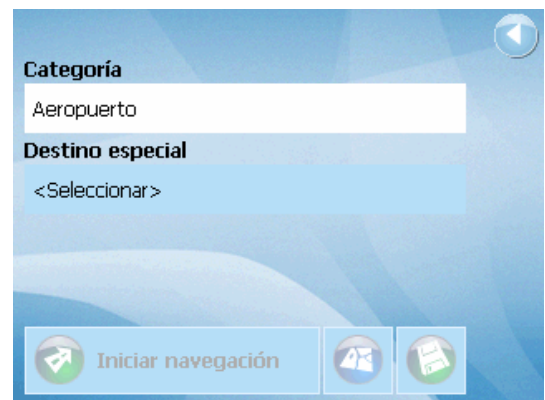 Categoría
Aeropuerto
Destino especial
<Seleccionar>
Iniciar navegación